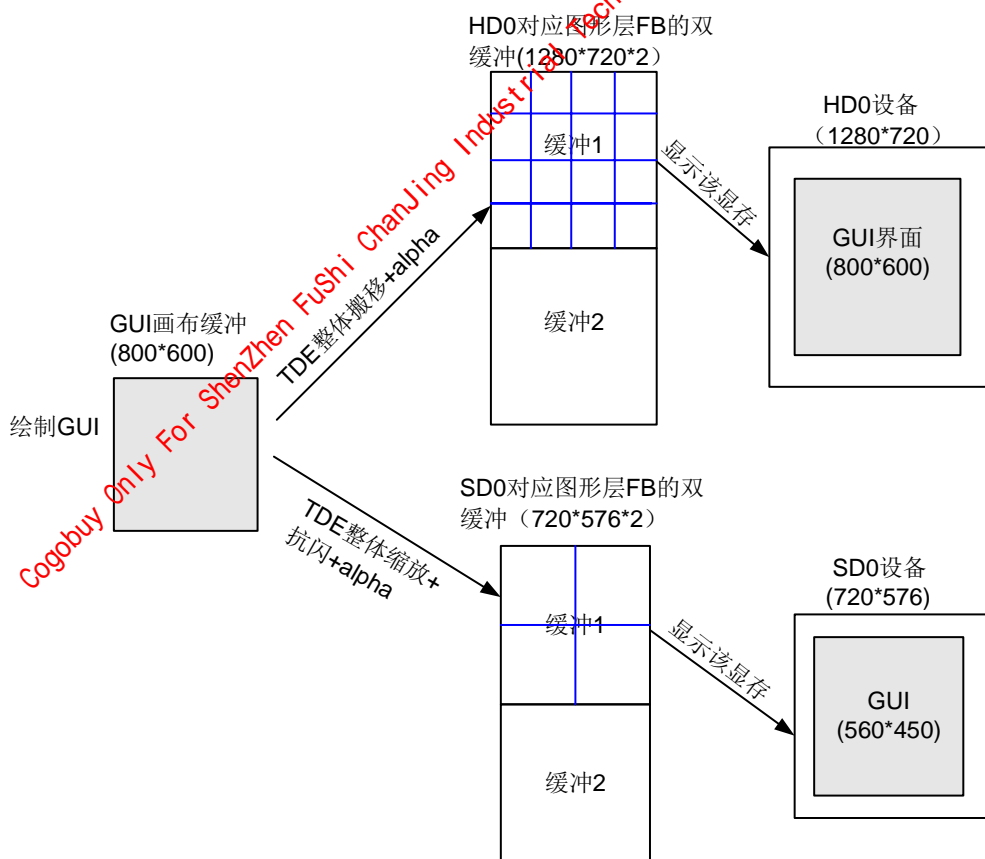 HD0对应图形层FB的双
缓冲(1280*720*2)
缓冲1
缓冲2
HD0设备
（1280*720）
GUI界面
(800*600)
显示该显存
TDE整体搬移+alpha
GUI画布缓冲
(800*600)
绘制GUI
Cogobuy Only For ShenZhen FuShi ChanJing Industrial Tech
TDE整体缩放+
抗闪+alpha
SD0对应图形层FB的双
缓冲（720*576*2）
缓冲1
缓冲2
显示该显存
SD0设备
(720*576)
GUI
(560*450)